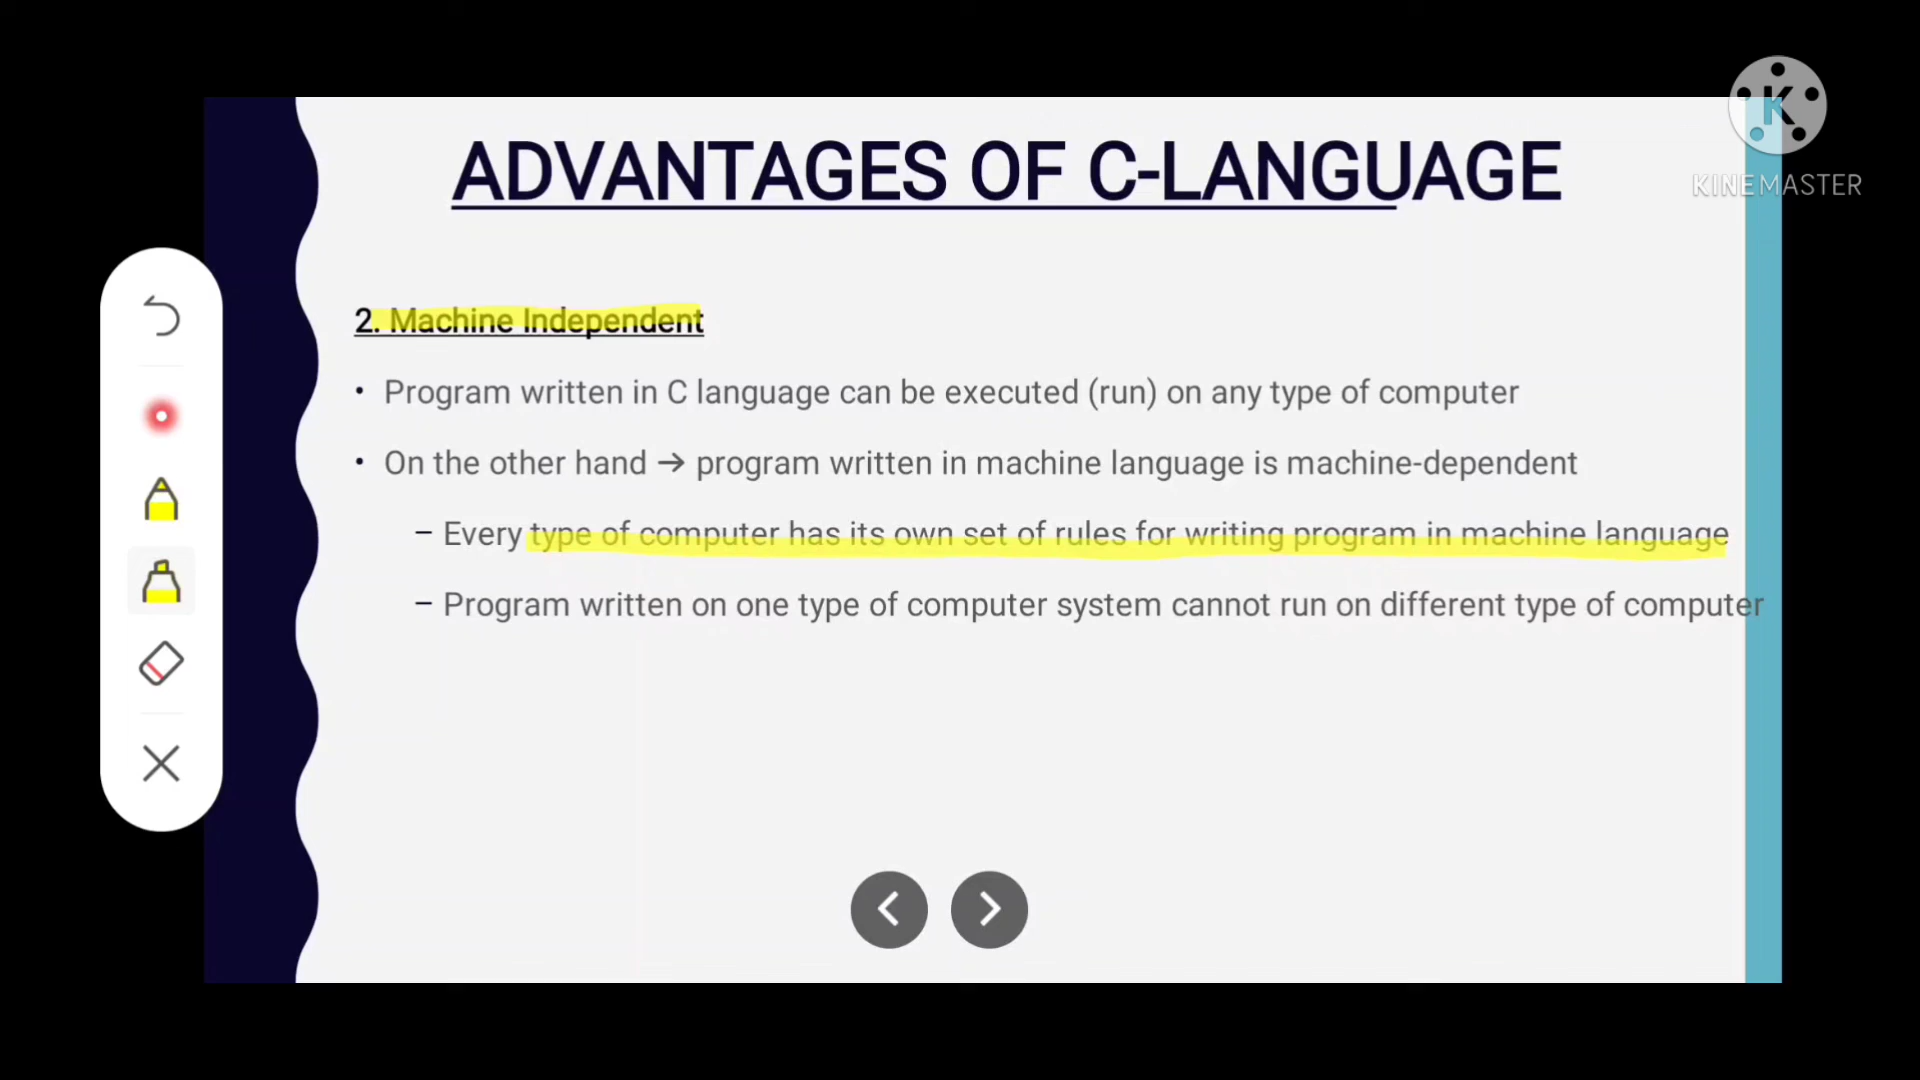 K
KINEMASTER
ADVANTAGES OF C-LANGUAGE
2. Machine Independent
• Program written in C language can be executed (run) on any type of computer
• On the other hand → program written in machine language is machine-dependent
– Every type of computer has its own set of rules for writing program in machine language
– Program written on one type of computer system cannot run on different type of computer